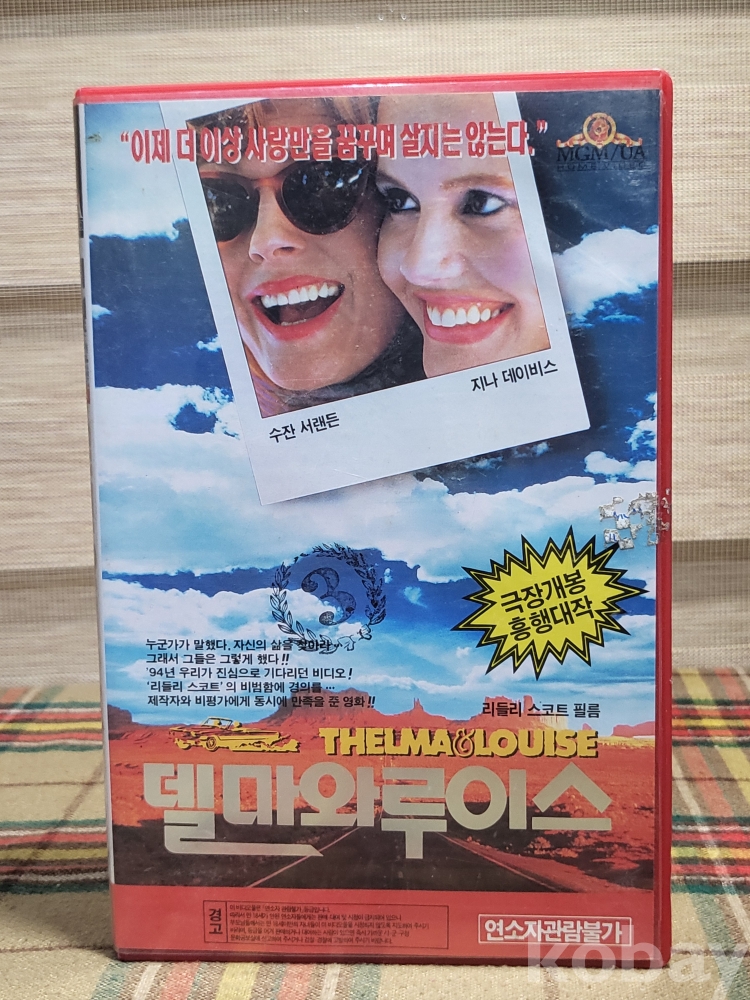 "이제 더 이상 사랑만을 꿈꾸며 살지는 않는다."
MGM/UA
지나 데이비스
수잔 서랜든
3
극장개봉
흥행대작
누군가가 말했다. 자신의 삶을 찾아라…
그래서 그들은 그렇게 했다!!
'94년 우리가 진심으로 기다리던 비디오!
'리들리 스코트'의 비범함에 경의를…
제작자와 비평가에게 동시에 만족을 준 영화!!
리들리 스코트 필름
THELMA&LOUISE
델마와루이스
경고
연소자관람불가
kobay